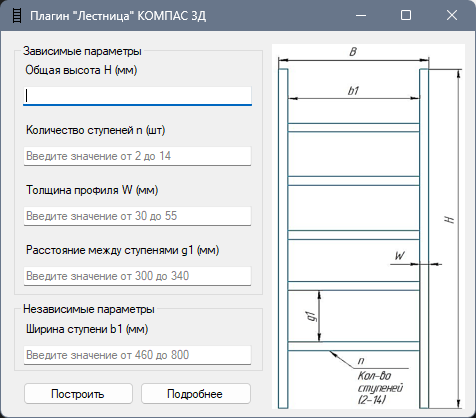 Плагин "Лестница" КОМПАС 3Д
Зависимые параметры
Общая высота H (мм)
Количество ступеней n (шт)
Введите значение от 2 до 14
Толщина профиля W (мм)
Введите значение от 30 до 55
Расстояние между ступенями g1 (мм)
Введите значение от 300 до 340
Независимые параметры
Ширина ступени b1 (мм)
Введите значение от 460 до 800
Построить
Подробнее
B
b1
H
W
g1
n
Кол-во
ступеней
(2-14)